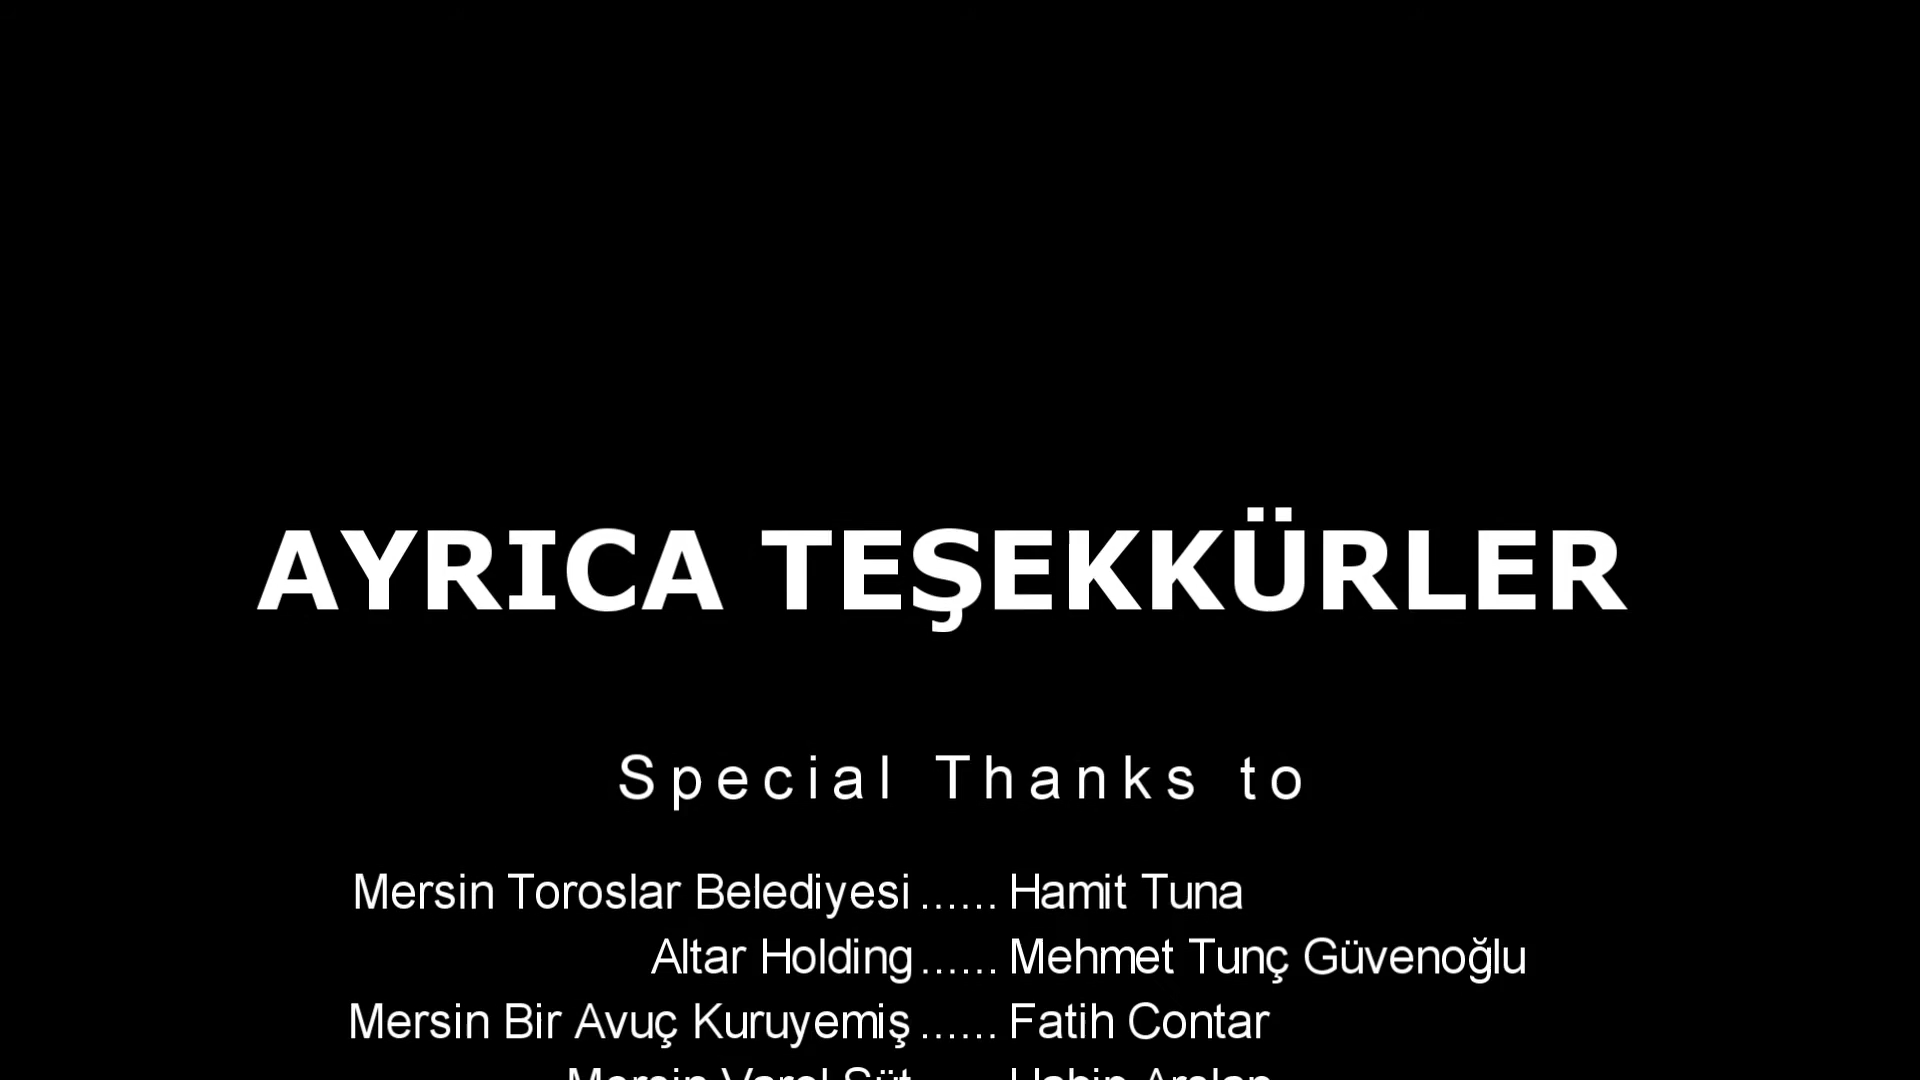 AYRICA TEŞEKKÜRLER
Special Thanks to
Mersin Toroslar Belediyesi ...... Hamit Tuna
Altar Holding ...... Mehmet Tunç Güvenoğlu
Mersin Bir Avuç Kuruyemiş ...... Fatih Contar
Mersin